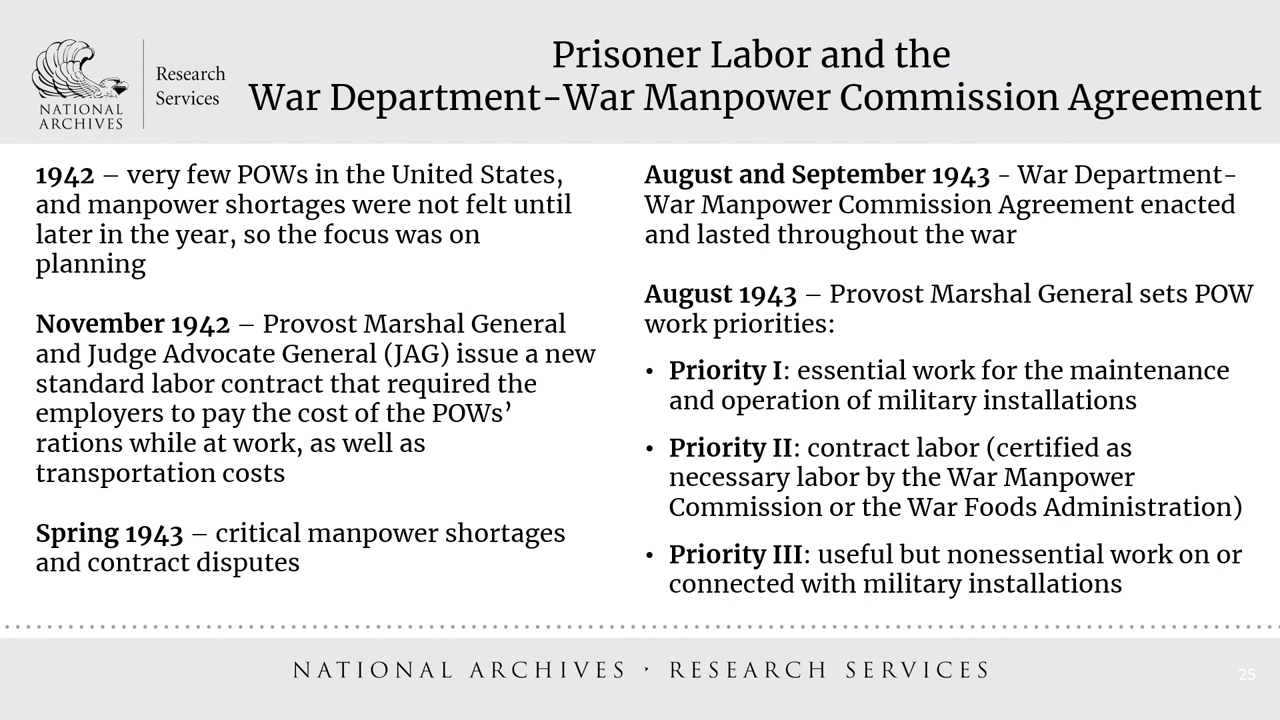 NATIONAL
ARCHIVES
Research
Services
Prisoner Labor and the
War Department-War Manpower Commission Agreement
1942 – very few POWs in the United States,
and manpower shortages were not felt until
later in the year, so the focus was on
planning
November 1942 – Provost Marshal General
and Judge Advocate General (JAG) issue a new
standard labor contract that required the
employers to pay the cost of the POWs’
rations while at work, as well as
transportation costs
Spring 1943 – critical manpower shortages
and contract disputes
August and September 1943 - War Department-
War Manpower Commission Agreement enacted
and lasted throughout the war
August 1943 – Provost Marshal General sets POW
work priorities:
• Priority I: essential work for the maintenance
and operation of military installations
• Priority II: contract labor (certified as
necessary labor by the War Manpower
Commission or the War Foods Administration)
• Priority III: useful but nonessential work on or
connected with military installations
NATIONAL ARCHIVES · RESEARCH SERVICES
25